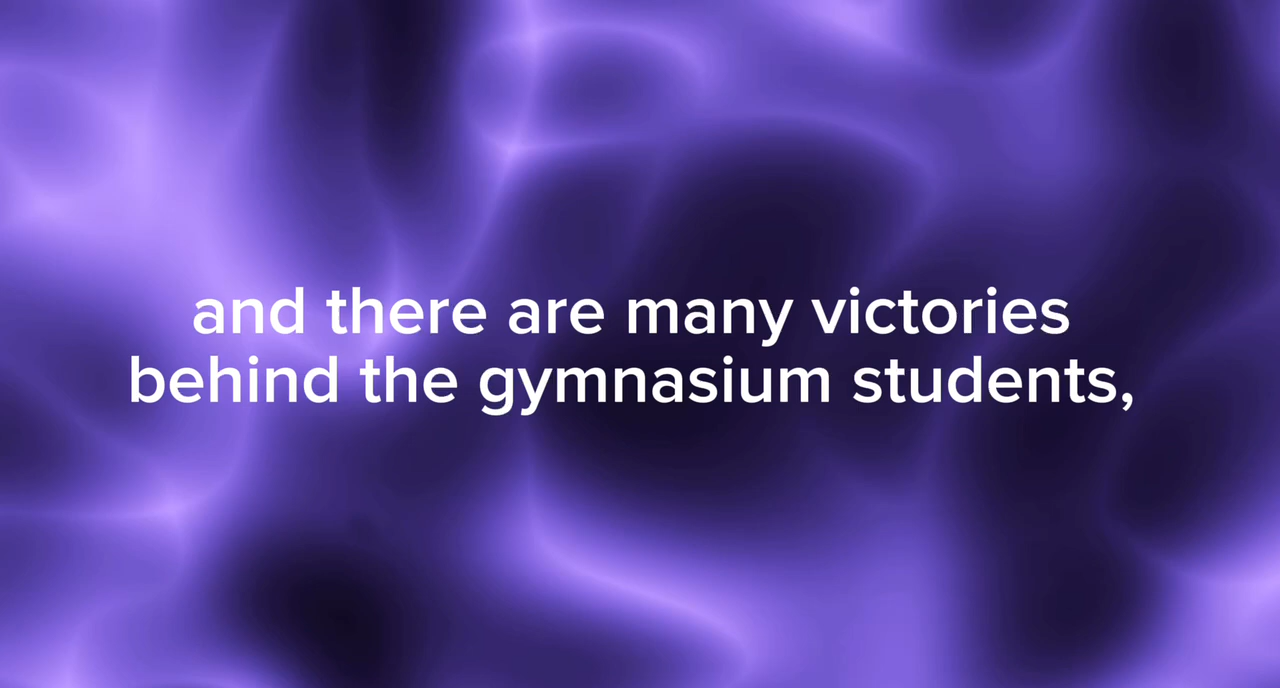 and there are many victories
behind the gymnasium students,